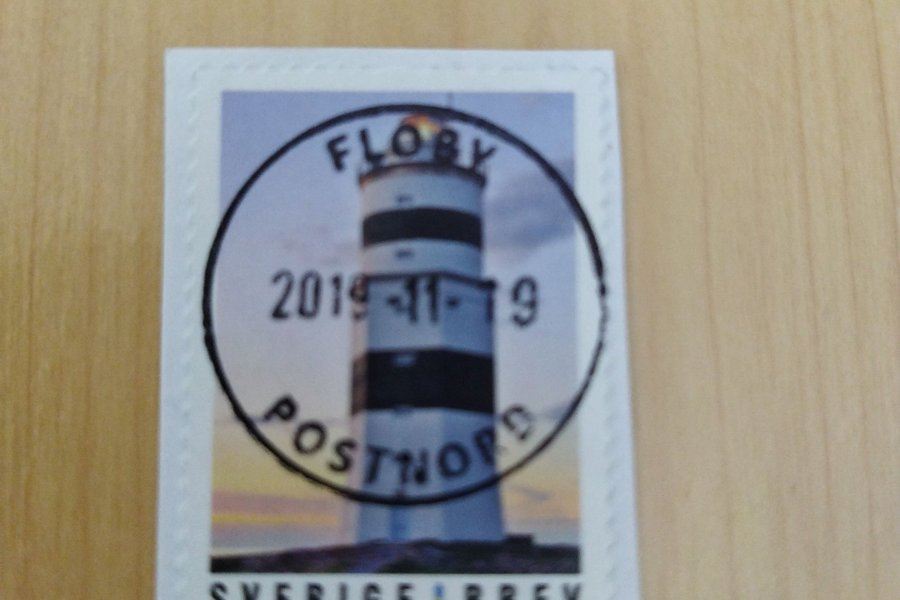 FLOBY
2019-11-19
POSTNORD
SVERIGE BREV